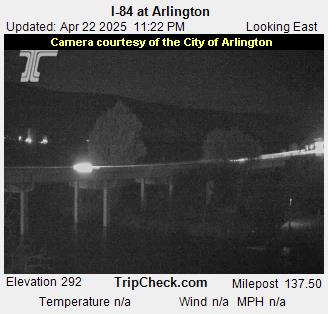 I-84 at Arlington
Updated: Apr 22 2025 11:22 PM Looking East
Camera courtesy of the City of Arlington
Elevation 292 TripCheck.com Milepost 137.50
Temperature n/a Wind n/a MPH n/a